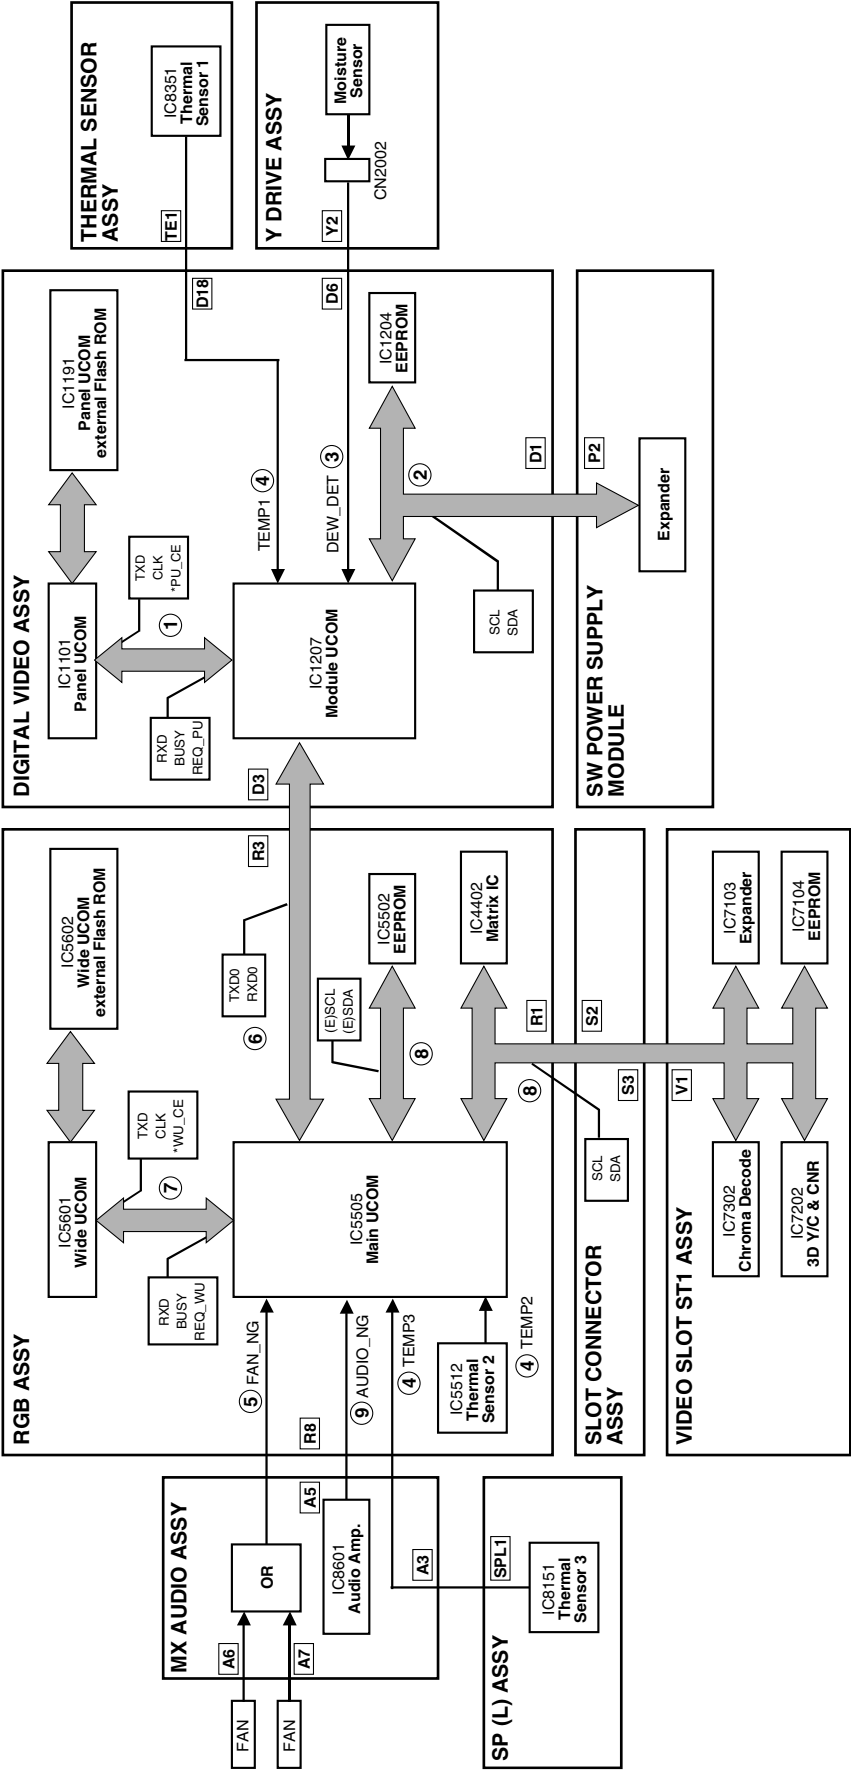 THERMAL SENSOR
ASSY
IC8351
Thermal
Sensor 1
TE1
Y DRIVE ASSY
Moisture
Sensor
CN2002
Y2
DIGITAL VIDEO ASSY
D18
D6
IC1191
Panel UCOM
external Flash ROM
IC1204
EEPROM
TEMP1 4
DEW_DET 3
2
D1
TXD
CLK
*PU_CE
1
IC1101
Panel UCOM
RXD
BUSY
REQ_PU
IC1207
Module UCOM
SCL
SDA
D3
SW POWER SUPPLY
MODULE
P2
Expander
RGB ASSY
R3
IC5602
Wide UCOM
external Flash ROM
TXD0
RXD0
6
IC5502
EEPROM
IC4402
Matrix IC
(E)SCL
(E)SDA
8
R1
8
TXD
CLK
*WU_CE
7
IC5601
Wide UCOM
RXD
BUSY
REQ_WU
IC5505
Main UCOM
5 FAN_NG
9 AUDIO_NG
4 TEMP3
4 TEMP2
IC5512
Thermal
Sensor 2
R8
SLOT CONNECTOR
ASSY
S2
S3
SCL
SDA
VIDEO SLOT ST1 ASSY
V1
IC7103
Expander
IC7104
EEPROM
IC7302
Chroma Decode
IC7202
3D Y/C & CNR
MX AUDIO ASSY
A5
OR
IC8601
Audio Amp.
A3
A6
A7
FAN
FAN
SP (L) ASSY
SPL1
IC8151
Thermal
Sensor 3